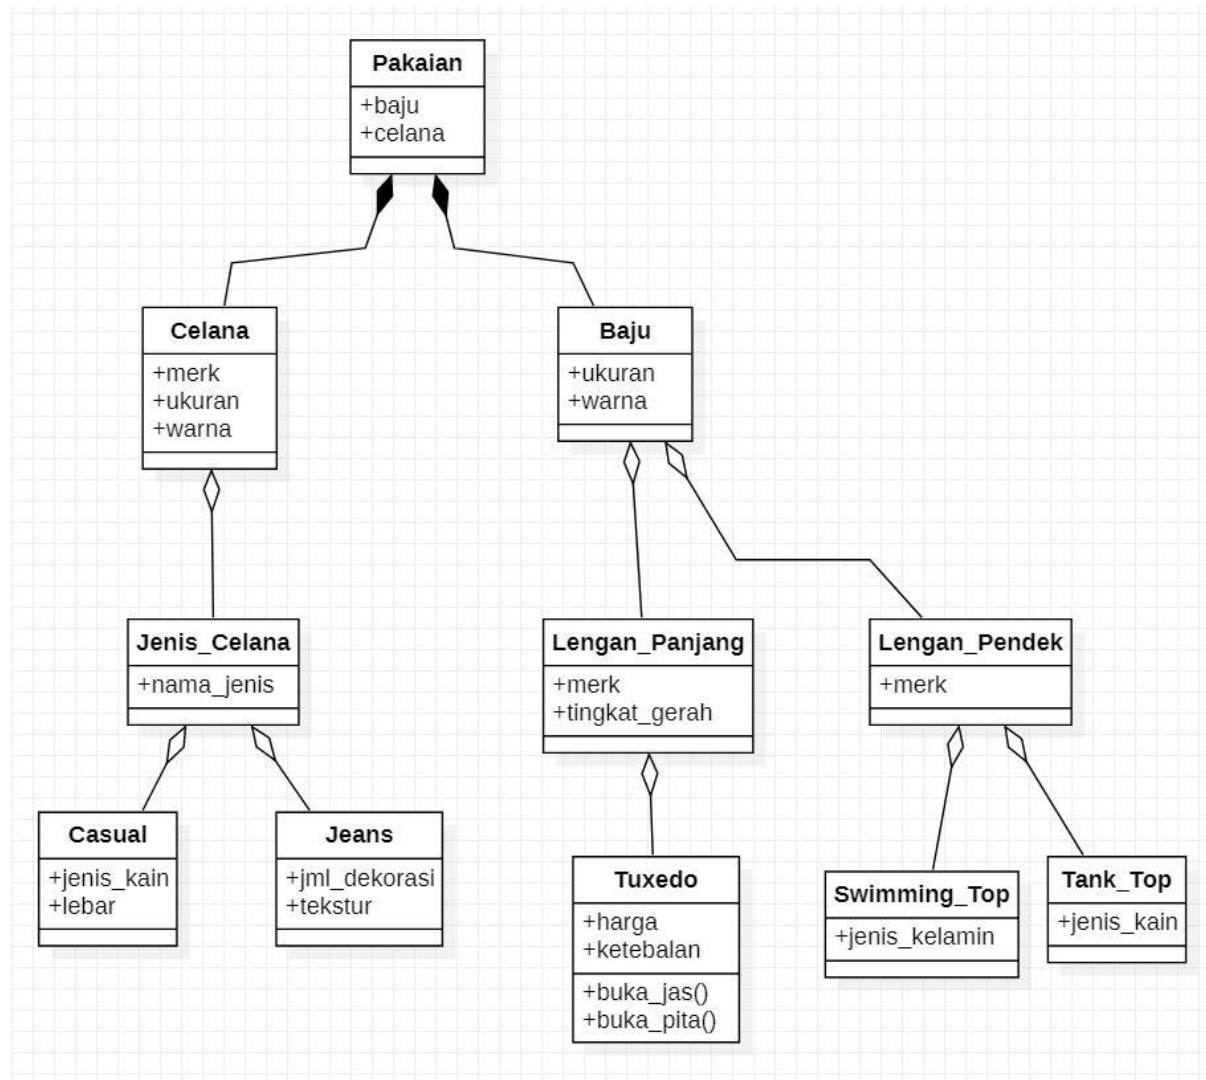 Pakaian
+baju
+celana
Celana
+merk
+ukuran
+warna
Baju
+ukuran
+warna
Jenis_Celana
+nama_jenis
Lengan_Panjang
+merk
+tingkat_gerah
Lengan_Pendek
+merk
Casual
+jenis_kain
+lebar
Jeans
+jml_dekorasi
+tekstur
Tuxedo
+harga
+ketebalan
+buka_jas()
+buka_pita()
Swimming_Top
+jenis_kelamin
Tank_Top
+jenis_kain